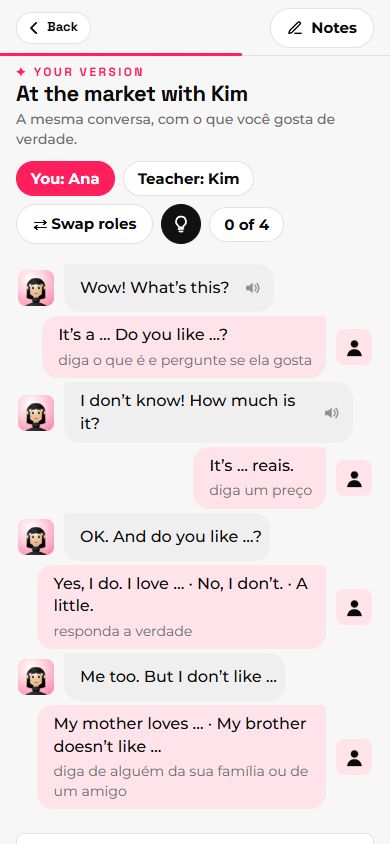 Back
Notes
✦ YOUR VERSION
At the market with Kim
A mesma conversa, com o que você gosta de
verdade.
You: Ana
Teacher: Kim
⇄ Swap roles
0 of 4
Wow! What's this?
It's a ... Do you like ...?
diga o que é e pergunte se ela gosta
I don't know! How much is
it?
It's ... reais.
diga um preço
OK. And do you like ...?
Yes, I do. I love ... · No, I don't. · A
little.
responda a verdade
Me too. But I don't like ...
My mother loves ... · My brother
doesn't like ...
diga de alguém da sua família ou de
um amigo